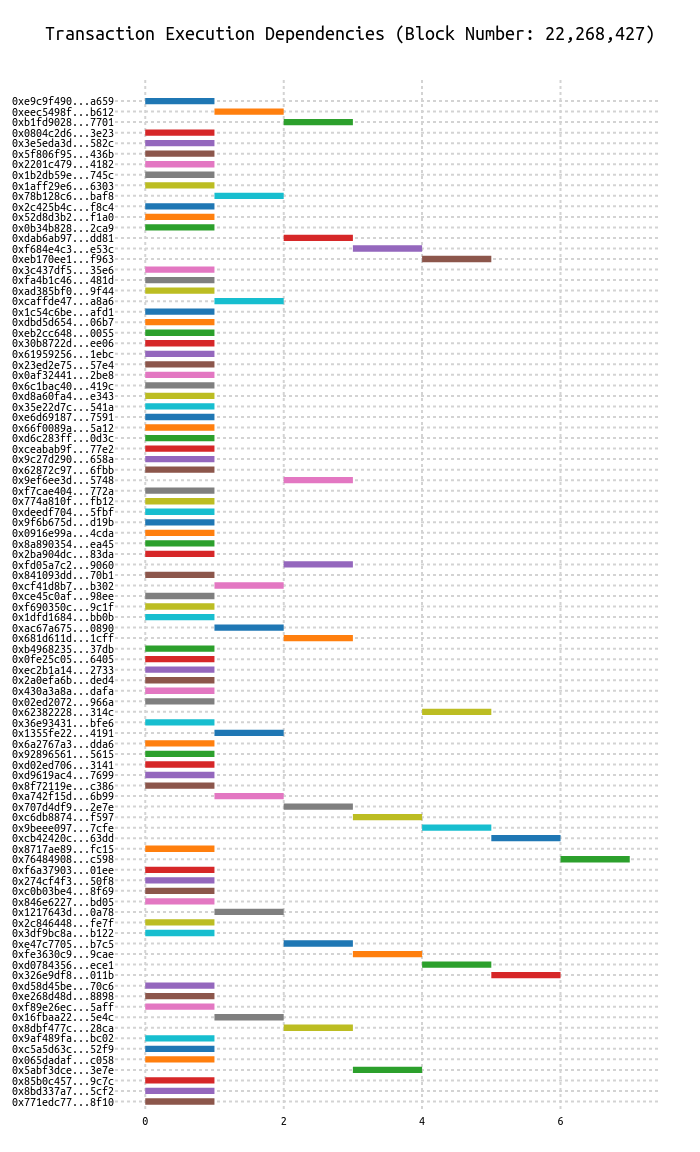 Transaction Execution Dependencies (Block Number: 22,268,427)
0xe9c9f490...a659
0xeec5498f...b612
0xb1fd9028...7701
0x0804c2d6...3e23
0x3e5eda3d...582c
0x5f806f95...436b
0x2201c479...4182
0x1b2db59e...745c
0x1aff29e6...6303
0x78b128c6...baf8
0x2c425b4c...f8c4
0x52d8d3b2...f1a0
0x0b34b828...2ca9
0xdab6ab97...dd81
0xf684e4c3...e53c
0xeb170ee1...f963
0x3c437df5...35e6
0xfa4b1c46...481d
0xad385bf0...9f44
0xcaffde47...a8a6
0x1c54c6be...afd1
0xdbd5d654...06b7
0xeb2cc648...0055
0x30b8722d...ee06
0x61959256...1ebc
0x23ed2e75...57e4
0x0af32441...2be8
0x6c1bac40...419c
0xd8a60fa4...e343
0x35e22d7c...541a
0xe6d69187...7591
0x66f0089a...5a12
0xd6c283ff...0d3c
0xceabab9f...77e2
0x9c27d290...658a
0x62872c97...6fbb
0x9ef6ee3d...5748
0xf7cae404...772a
0x774a810f...fb12
0xdeedf704...5fbf
0x9f6b675d...d19b
0x0916e99a...4cda
0x8a890354...ea45
0x2ba904dc...83da
0xfd05a7c2...9060
0x841093dd...70b1
0xcf41d8b7...b302
0xce45c0af...98ee
0xf690350c...9c1f
0x1dfd1684...bb0b
0xac67a675...0890
0x681d611d...1cff
0xb4968235...37db
0x0fe25c05...6405
0xec2b1a14...2733
0x2a0efa6b...ded4
0x430a3a8a...dafa
0x02ed2072...966a
0x62382228...314c
0x36e93431...bfe6
0x1355fe22...4191
0x6a2767a3...dda6
0x92896561...5615
0xd02ed706...3141
0xd9619ac4...7699
0x8f72119e...c386
0xa742f15d...6b99
0x707d4df9...2e7e
0xc6db8874...f597
0x9beee097...7cfe
0xcb42420c...63dd
0x8717ae89...fc15
0x76484908...c598
0xf6a37903...01ee
0x274cf4f3...50f8
0xc0b03be4...8f69
0x846e6227...bd05
0x1217643d...0a78
0x2c846448...fe7f
0x3df9bc8a...b122
0xe47c7705...b7c5
0xfe3630c9...9cae
0xd0784356...ece1
0x326e9df8...011b
0xd58d45be...70c6
0xe268d48d...8898
0xf89e26ec...5aff
0x16fbaa22...5e4c
0x8dbf477c...28ca
0x9af489fa...bc02
0xc5a5d63c...52f9
0x065dadaf...c058
0x5abf3dce...3e7e
0x85b0c457...9c7c
0x8bd337a7...5cf2
0x771edc77...8f10
0 2 4 6